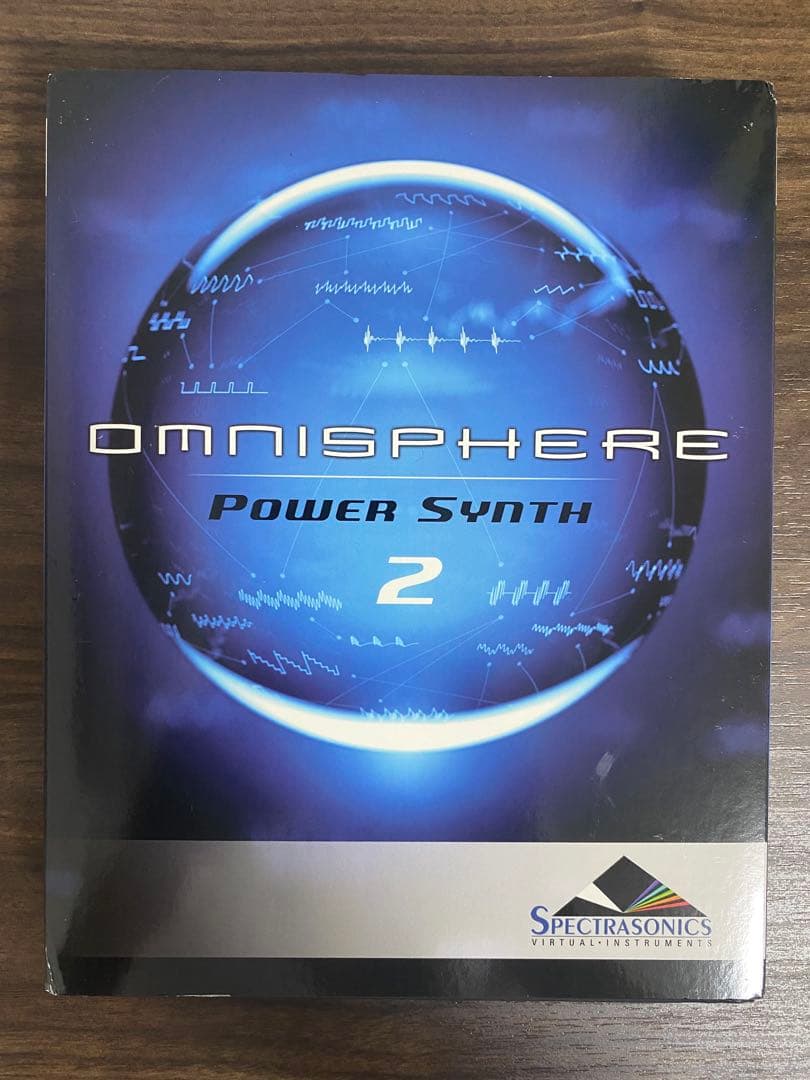 OMNISPHERE
POWER SYNTH
2
SPECTRASONICS
VIRTUAL • INSTRUMENTS